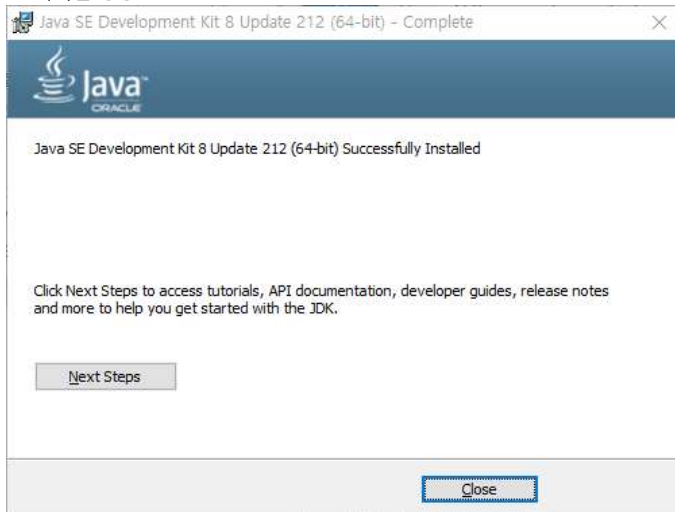 Java SE Development Kit 8 Update 212 (64-bit) - Complete
Java™
ORACLE
Java SE Development Kit 8 Update 212 (64-bit) Successfully Installed
Click Next Steps to access tutorials, API documentation, developer guides, release notes
and more to help you get started with the JDK.
Next Steps
Close